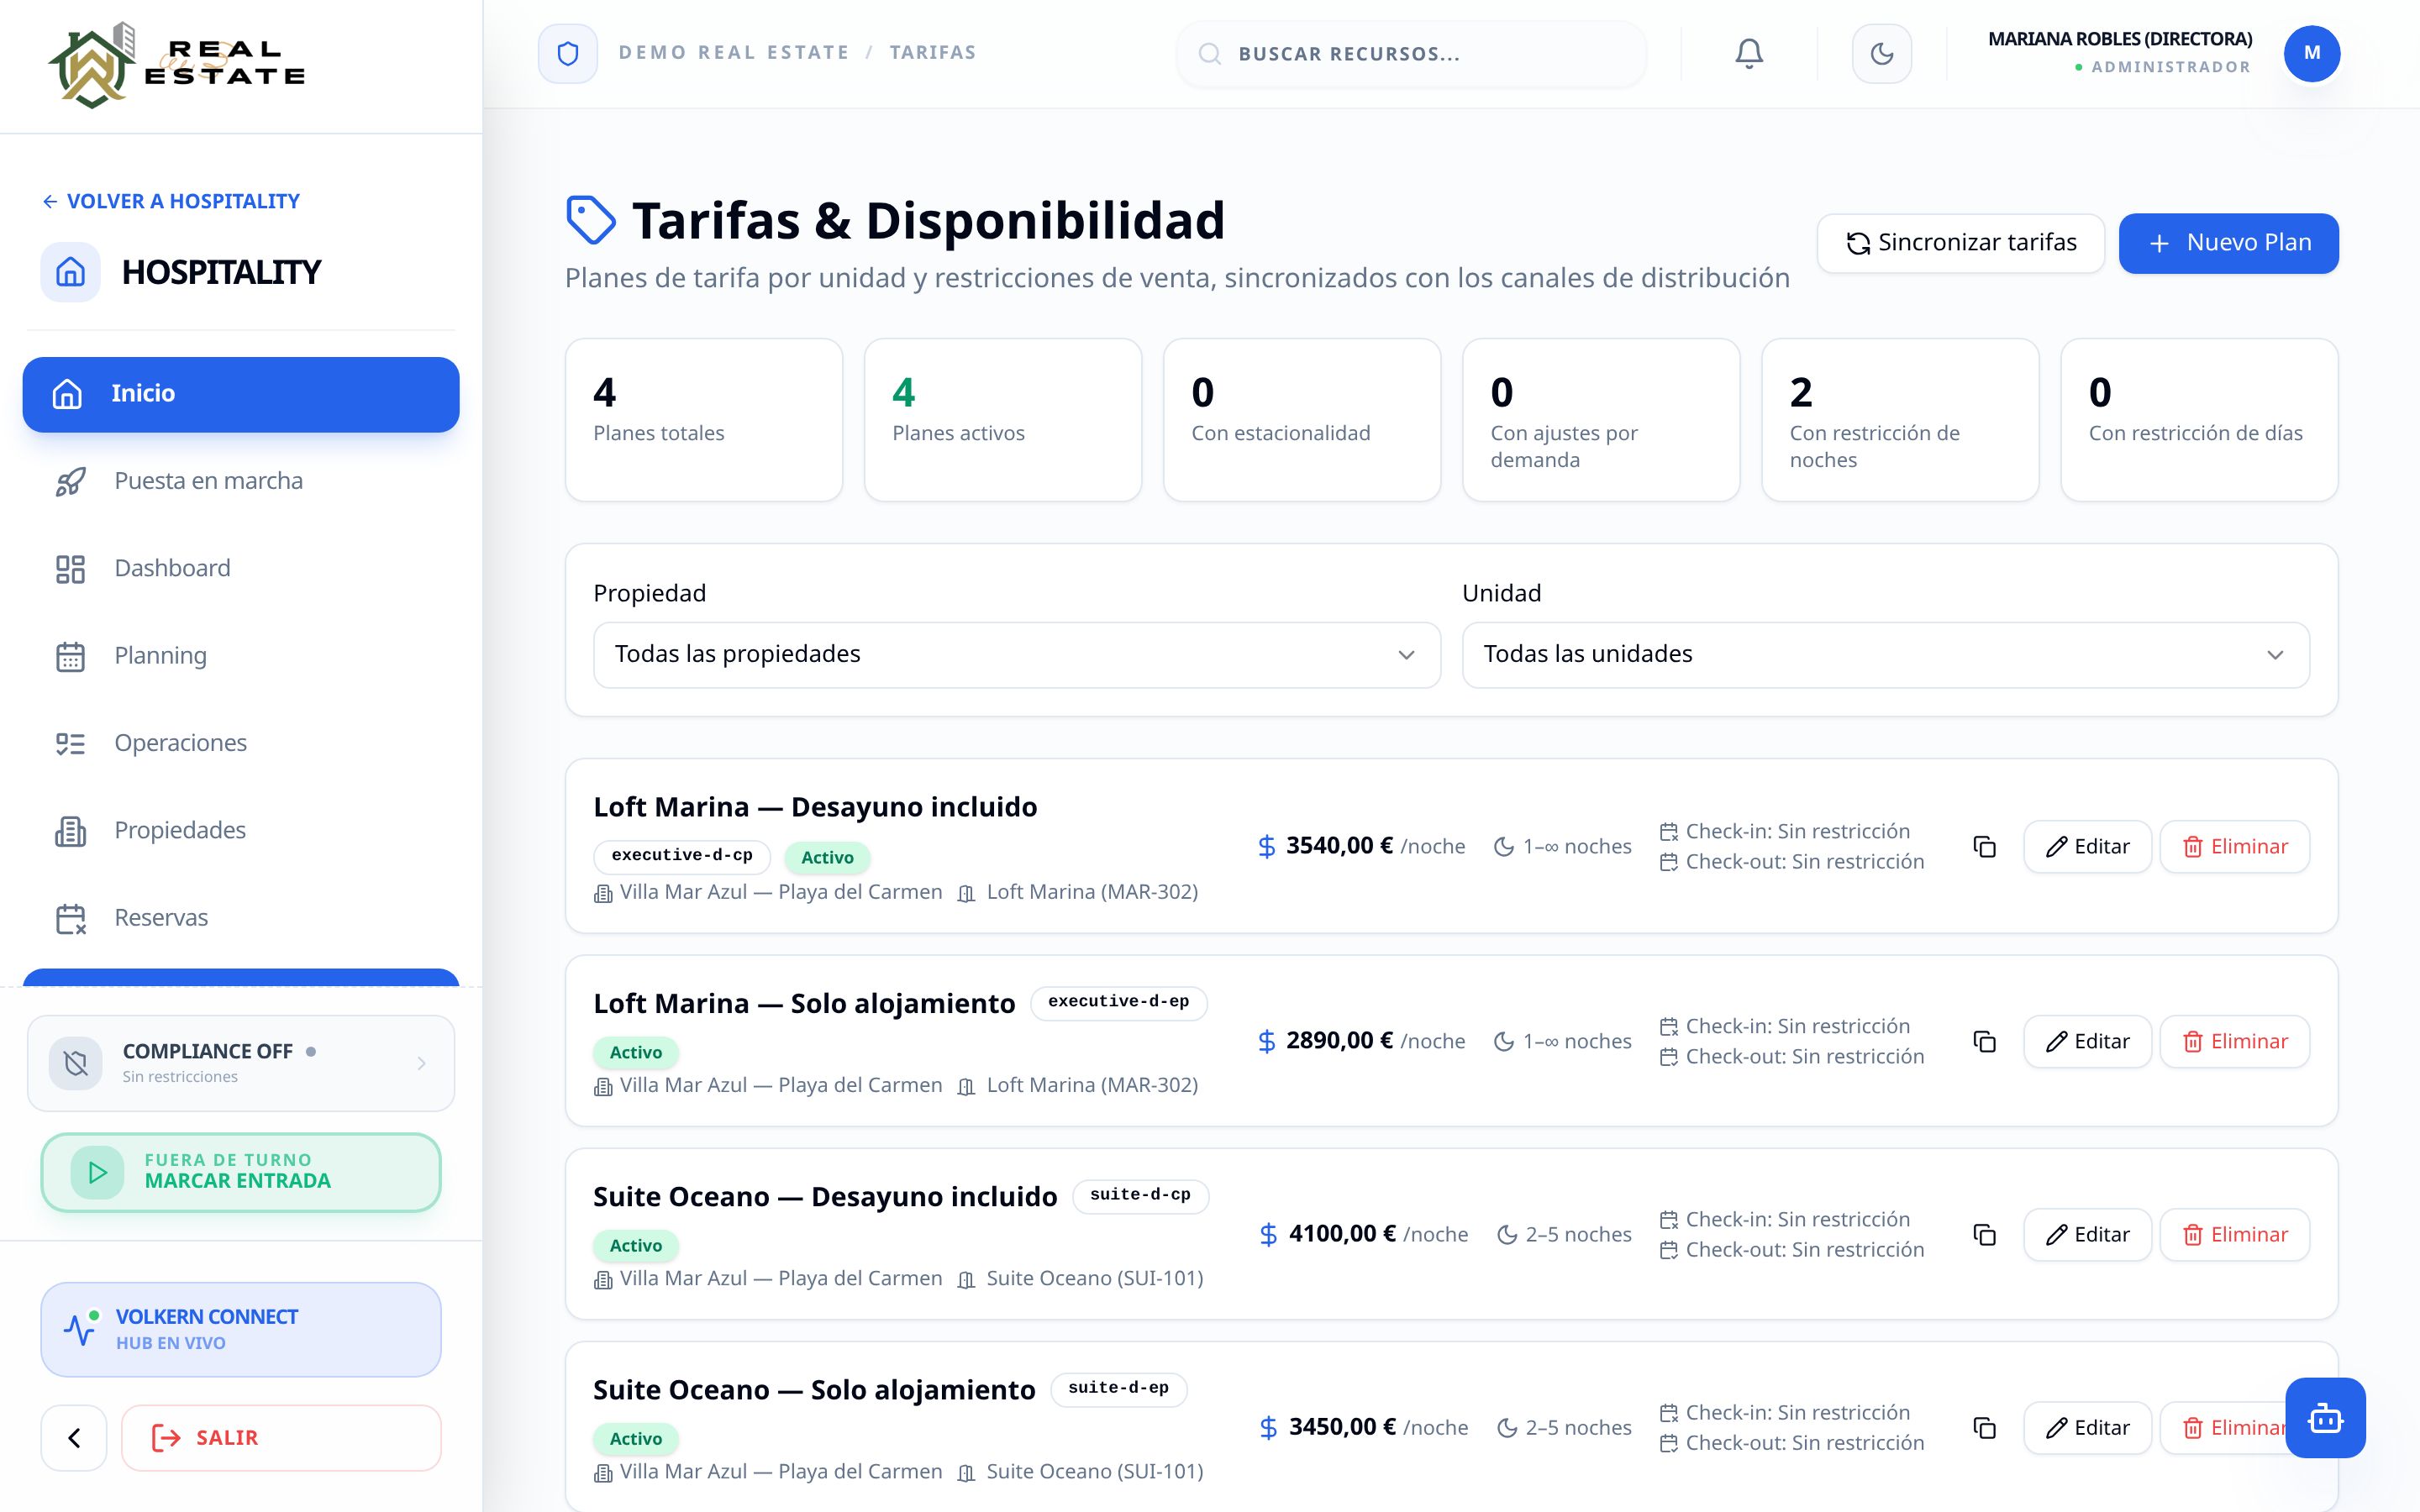 REAL
ESTATE
DEMO REAL ESTATE / TARIFAS
BUSCAR RECURSOS...
MARIANA ROBLES (DIRECTORA)
ADMINISTRADOR
M
VOLVER A HOSPITALITY
HOSPITALITY
Inicio
Puesta en marcha
Dashboard
Planning
Operaciones
Propiedades
Reservas
COMPLIANCE OFF
Sin restricciones
FUERA DE TURNO
MARCAR ENTRADA
VOLKERN CONNECT
HUB EN VIVO
SALIR
Tarifas & Disponibilidad
Planes de tarifa por unidad y restricciones de venta, sincronizados con los canales de distribución
Sincronizar tarifas
Nuevo Plan
4
Planes totales
4
Planes activos
0
Con estacionalidad
0
Con ajustes por
demanda
2
Con restricción de
noches
0
Con restricción de días
Propiedad
Todas las propiedades
Unidad
Todas las unidades
Loft Marina — Desayuno incluido
executive-d-cp Activo
Villa Mar Azul — Playa del Carmen Loft Marina (MAR-302)
3540,00 € /noche 1–∞ noches
Check-in: Sin restricción
Check-out: Sin restricción
Editar Eliminar
Loft Marina — Solo alojamiento executive-d-ep
Activo
Villa Mar Azul — Playa del Carmen Loft Marina (MAR-302)
2890,00 € /noche 1–∞ noches
Check-in: Sin restricción
Check-out: Sin restricción
Editar Eliminar
Suite Oceano — Desayuno incluido suite-d-cp
Activo
Villa Mar Azul — Playa del Carmen Suite Oceano (SUI-101)
4100,00 € /noche 2–5 noches
Check-in: Sin restricción
Check-out: Sin restricción
Editar Eliminar
Suite Oceano — Solo alojamiento suite-d-ep
Activo
Villa Mar Azul — Playa del Carmen Suite Oceano (SUI-101)
3450,00 € /noche 2–5 noches
Check-in: Sin restricción
Check-out: Sin restricción
Editar Eliminar